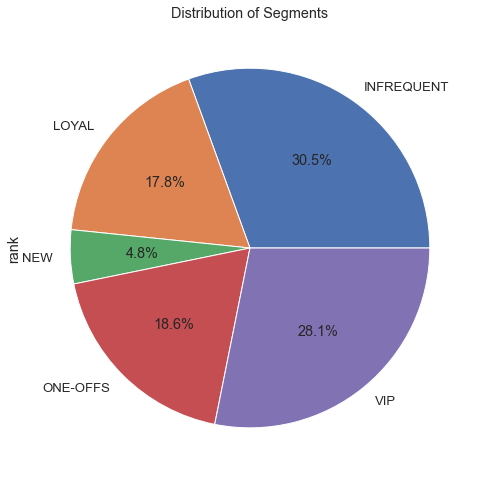 Distribution of Segments
INFREQUENT
30.5%
LOYAL
17.8%
rank
NEW
4.8%
18.6%
ONE-OFFS
28.1%
VIP